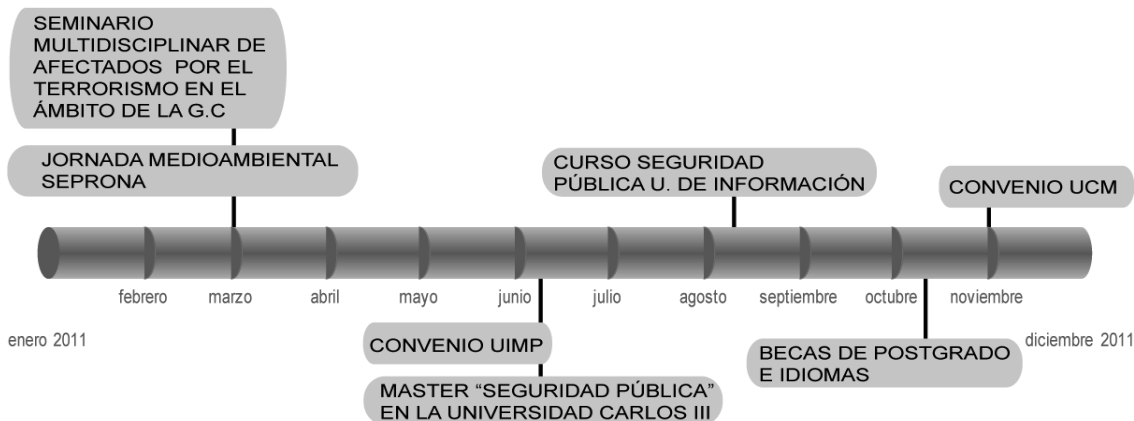 SEMINARIO
MULTIDISCIPLINAR DE
AFECTADOS POR EL
TERRORISMO EN EL
ÁMBITO DE LA G.C
JORNADA MEDIOAMBIENTAL
SEPRONA
CURSO SEGURIDAD
PÚBLICA U. DE INFORMACIÓN
CONVENIO UCM
febrero
marzo
abril
mayo
junio
julio
agosto
septiembre
octubre
noviembre
enero 2011
diciembre 2011
CONVENIO UIMP
MASTER “SEGURIDAD PÚBLICA”
EN LA UNIVERSIDAD CARLOS III
BECAS DE POSTGRADO
E IDIOMAS